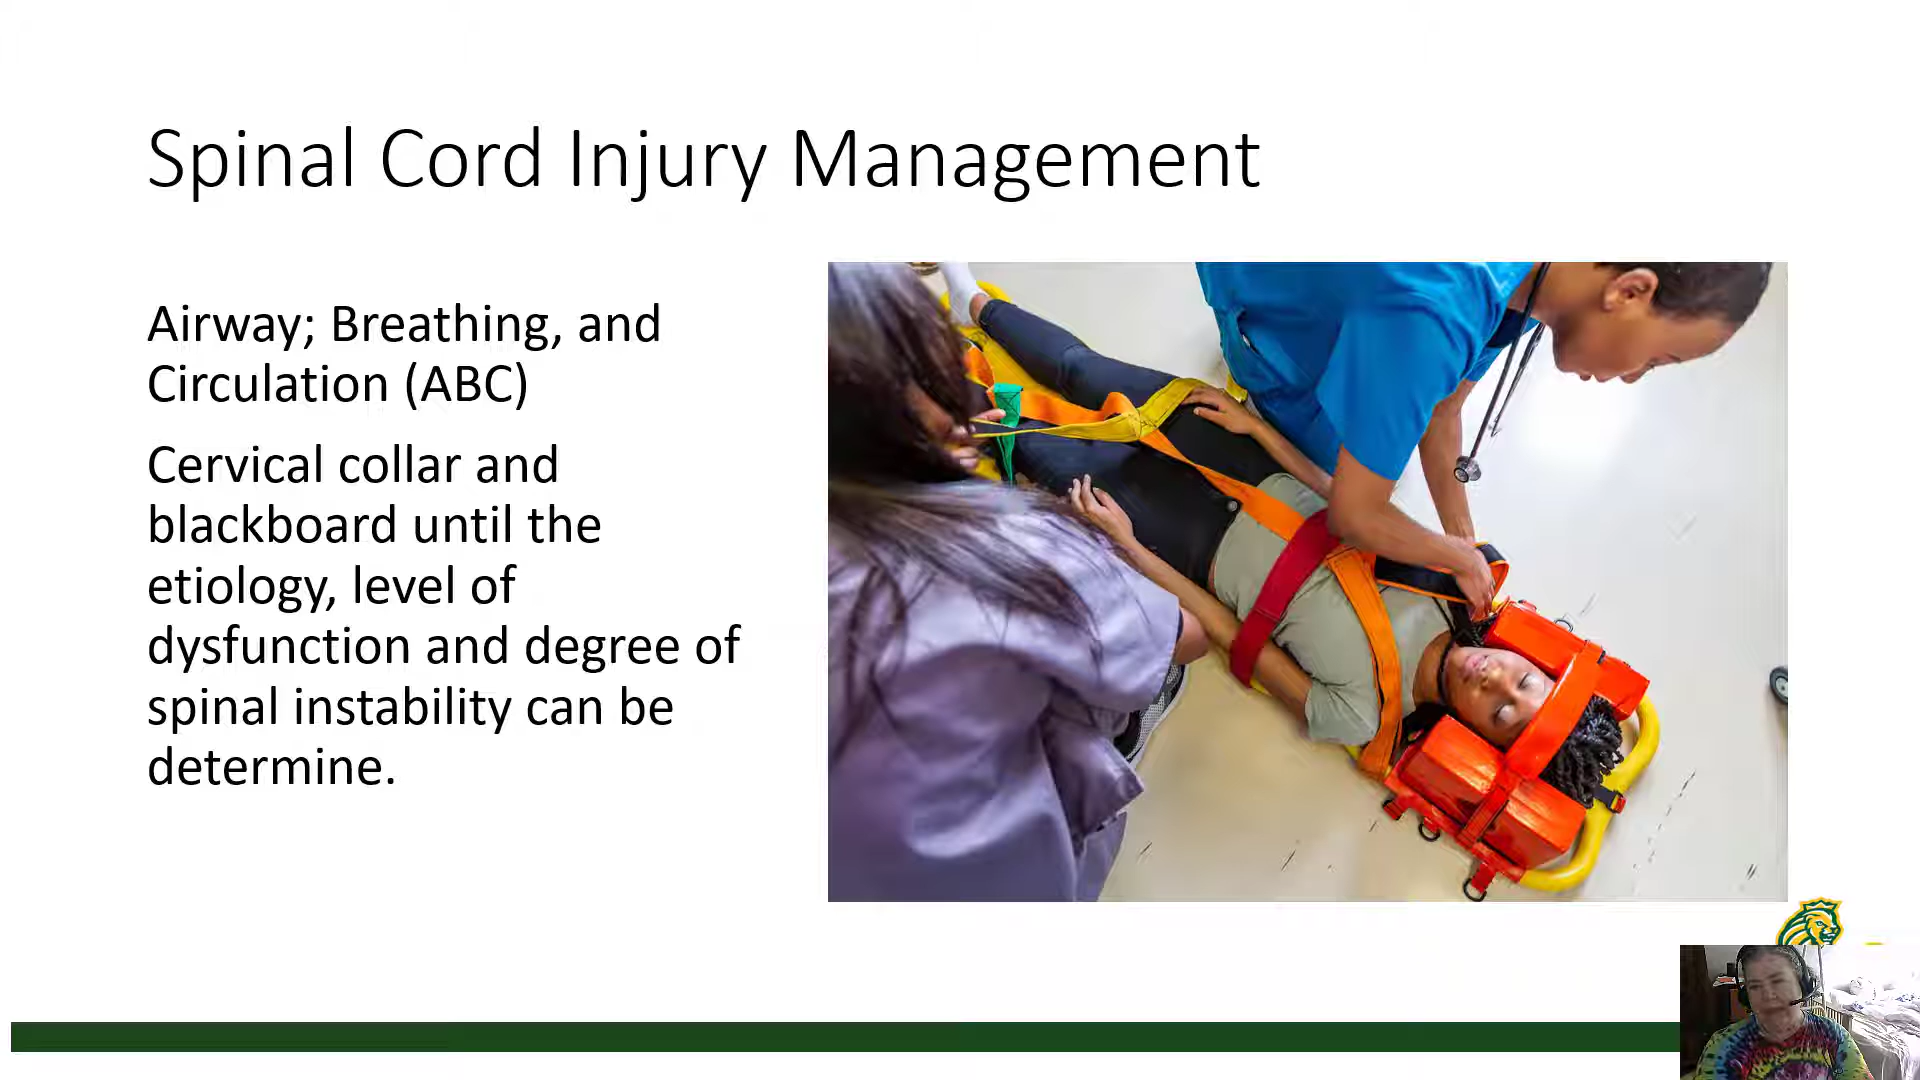 Spinal Cord Injury Management
Airway; Breathing, and
Circulation (ABC)
Cervical collar and
blackboard until the
etiology, level of
dysfunction and degree of
spinal instability can be
determine.